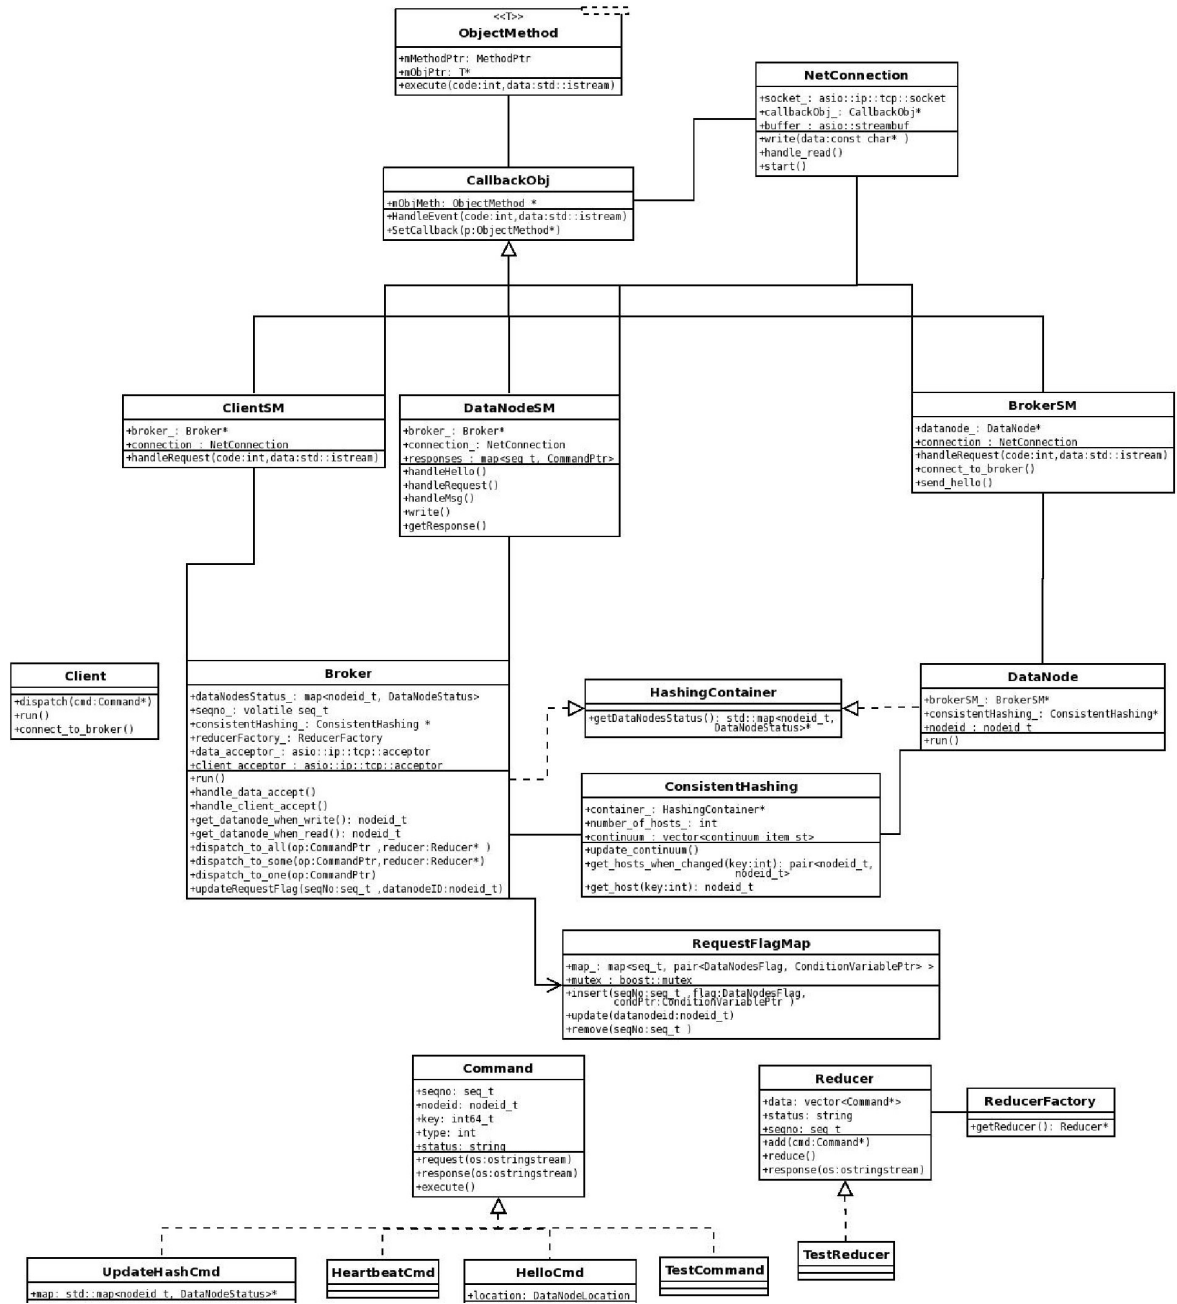 <<T>>
ObjectMethod
+mMethodPtr: MethodPtr
+mObjPtr: T*
+execute(code:int,data:std::istream)
NetConnection
+socket_: asio::ip::tcp::socket
+callbackObj_: CallbackObj*
+buffer_: asio::streambuf
+write(data:const char* )
+handle_read()
+start()
CallbackObj
+mObjMeth: ObjectMethod *
+HandleEvent(code:int,data:std::istream)
+SetCallback(p:ObjectMethod*)
ClientSM
+broker_: Broker*
+connection_: NetConnection
+handleRequest(code:int,data:std::istream)
DataNodeSM
+broker_: Broker*
+connection_: NetConnection
+responses_: map<seq_t, CommandPtr>
+handleHello()
+handleRequest()
+handleMsg()
+write()
+getResponse()
BrokerSM
+datanode_: DataNode*
+connection_: NetConnection
+handleRequest(code:int,data:std::istream)
+connect_to_broker()
+send_hello()
Client
+dispatch(cmd:Command*)
+run()
+connect_to_broker()
Broker
+dataNodesStatus_: map<nodeid_t, DataNodeStatus>
+seqno_: volatile seq_t
+consistentHashing_: ConsistentHashing *
+reducerFactory_: ReducerFactory
+data_acceptor_: asio::ip::tcp::acceptor
+client_acceptor_: asio::ip::tcp::acceptor
+run()
+handle_data_accept()
+handle_client_accept()
+get_datanode_when_write(): nodeid_t
+get_datanode_when_read(): nodeid_t
+dispatch_to_all(op:CommandPtr ,reducer:Reducer* )
+dispatch_to_some(op:CommandPtr,reducer:Reducer*)
+dispatch_to_one(op:CommandPtr)
+updateRequestFlag(seqNo:seq_t ,datanodeID:nodeid_t)
HashingContainer
+getDataNodesStatus(): std::map<nodeid_t,
DataNodeStatus>*
DataNode
+brokerSM_: BrokerSM*
+consistentHashing_: ConsistentHashing*
+nodeid_: nodeid_t
+run()
ConsistentHashing
+container_: HashingContainer*
+number_of_hosts_: int
+continuum_: vector<continuum_item_st>
+update_continuum()
+get_hosts_when_changed(key:int): pair<nodeid_t,
nodeid_t>
+get_host(key:int): nodeid_t
RequestFlagMap
+map_: map<seq_t, pair<DataNodesFlag, ConditionVariablePtr> >
+mutex_: boost::mutex
+insert(seqNo:seq_t ,flag:DataNodesFlag,
condPtr:ConditionVariablePtr )
+update(datanodeid:nodeid_t)
+remove(seqNo:seq_t )
Command
+seqno: seq_t
+nodeid: nodeid_t
+key: int64_t
+type: int
+status: string
+request(os:ostringstream)
+response(os:ostringstream)
+execute()
Reducer
+data: vector<Command*>
+status: string
+seqno: seq_t
+add(cmd:Command*)
+reduce()
+response(os:ostringstream)
ReducerFactory
+getReducer(): Reducer*
UpdateHashCmd
+map: std::map<nodeid_t, DataNodeStatus>*
HeartbeatCmd
HelloCmd
+location: DataNodeLocation
TestCommand
TestReducer